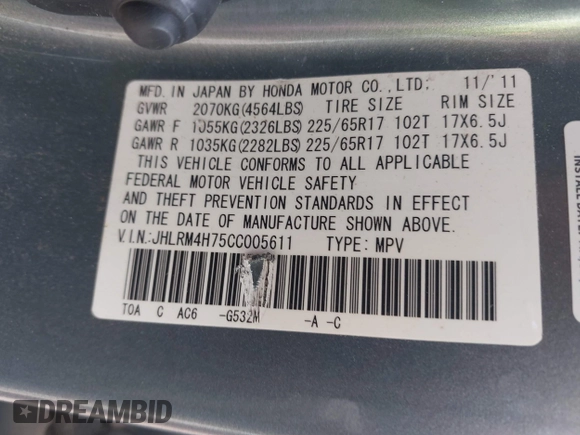 MFD. IN JAPAN BY HONDA MOTOR CO.,LTD: 11/'11
GVWR 2070KG(4564LBS) TIRE SIZE RIM SIZE
GAWR F 1055KG(2326LBS) 225/65R17 102T 17X6.5J
GAWR R 1035KG(2282LBS) 225/65R17 102T 17X6.5J
THIS VEHICLE CONFORMS TO ALL APPLICABLE
FEDERAL MOTOR VEHICLE SAFETY
AND THEFT PREVENTION STANDARDS IN EFFECT
ON THE DATE OF MANUFACTURE SHOWN ABOVE.
V.I.N.:JHLRM4H75CC005611 TYPE: MPV
TOA C AC6 -G532M -A -C
DREAMBID